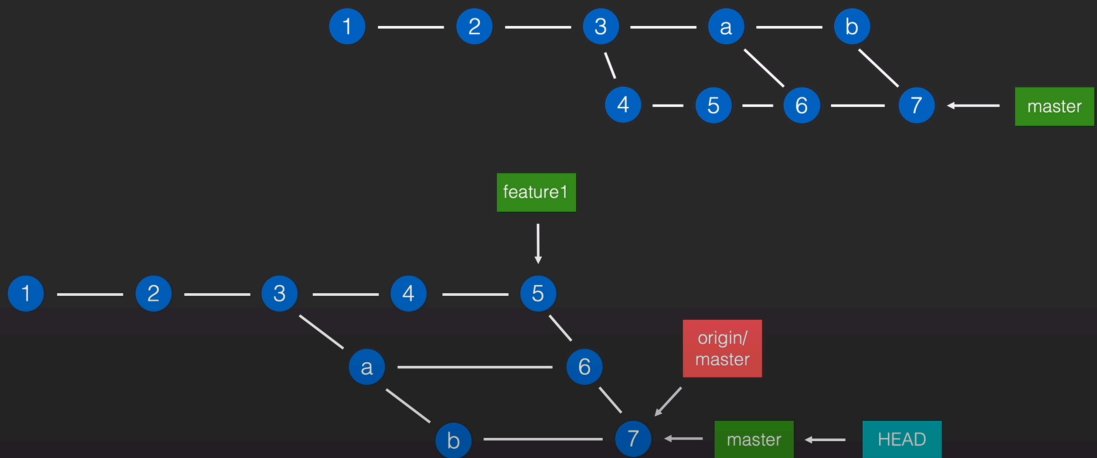 1 2 3 a b
4 5 6 7 master
feature1
1 2 3 4 5
origin/
master
a 6
b 7 master HEAD